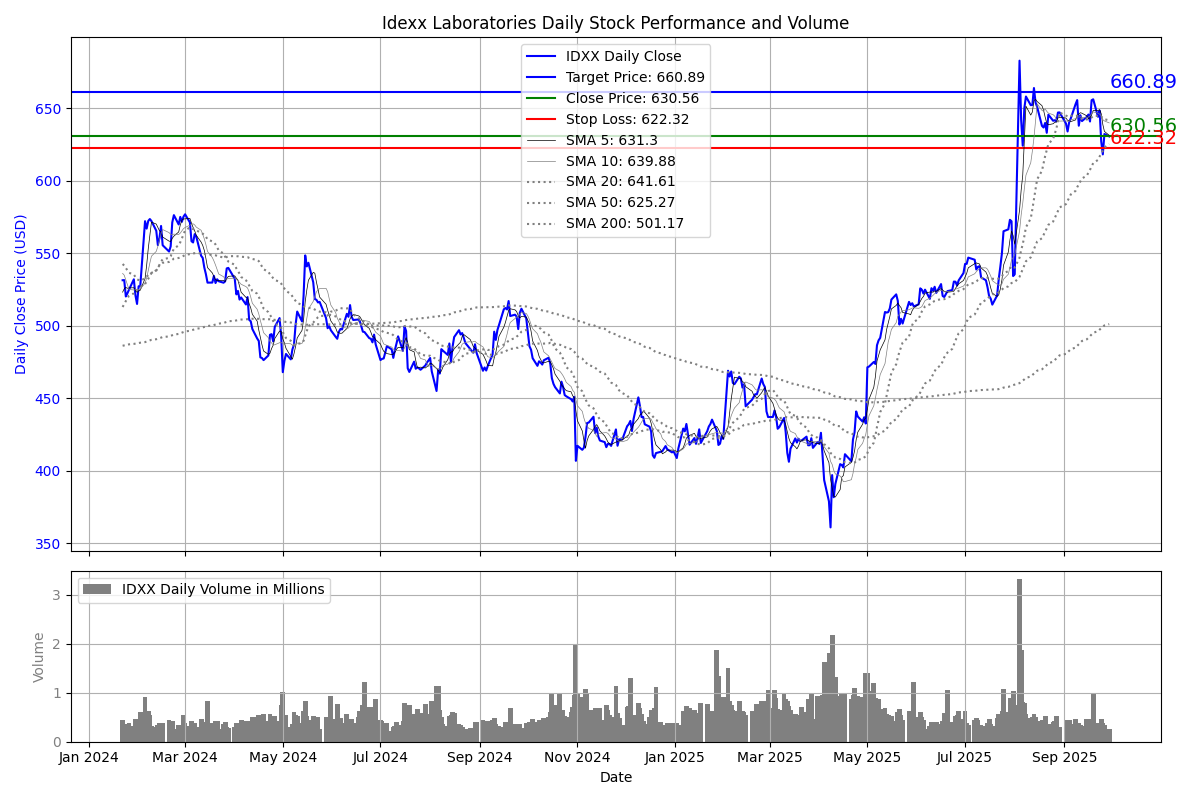 Idexx Laboratories Daily Stock Performance and Volume
Daily Close Price (USD)
650
600
550
500
450
400
350
IDXX Daily Close
Target Price: 660.89
Close Price: 630.56
Stop Loss: 622.32
SMA 5: 631.3
SMA 10: 639.88
SMA 20: 641.61
SMA 50: 625.27
SMA 200: 501.17
660.89
630.56
622.32
Volume
3
2
1
0
IDXX Daily Volume in Millions
Jan 2024 Mar 2024 May 2024 Jul 2024 Sep 2024 Nov 2024 Jan 2025 Mar 2025 May 2025 Jul 2025 Sep 2025
Date